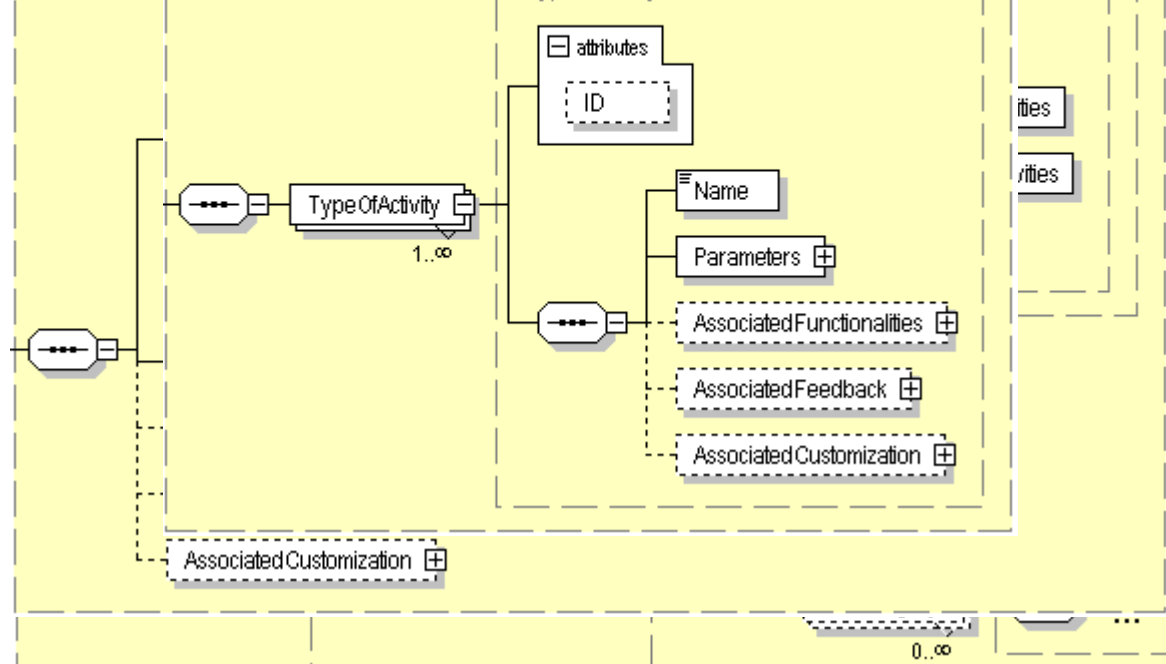 attributes
ID
ities
vities
Name
TypeOfActivity
1..∞
Parameters
AssociatedFunctionalities
AssociatedFeedback
AssociatedCustomization
AssociatedCustomization
0..∞